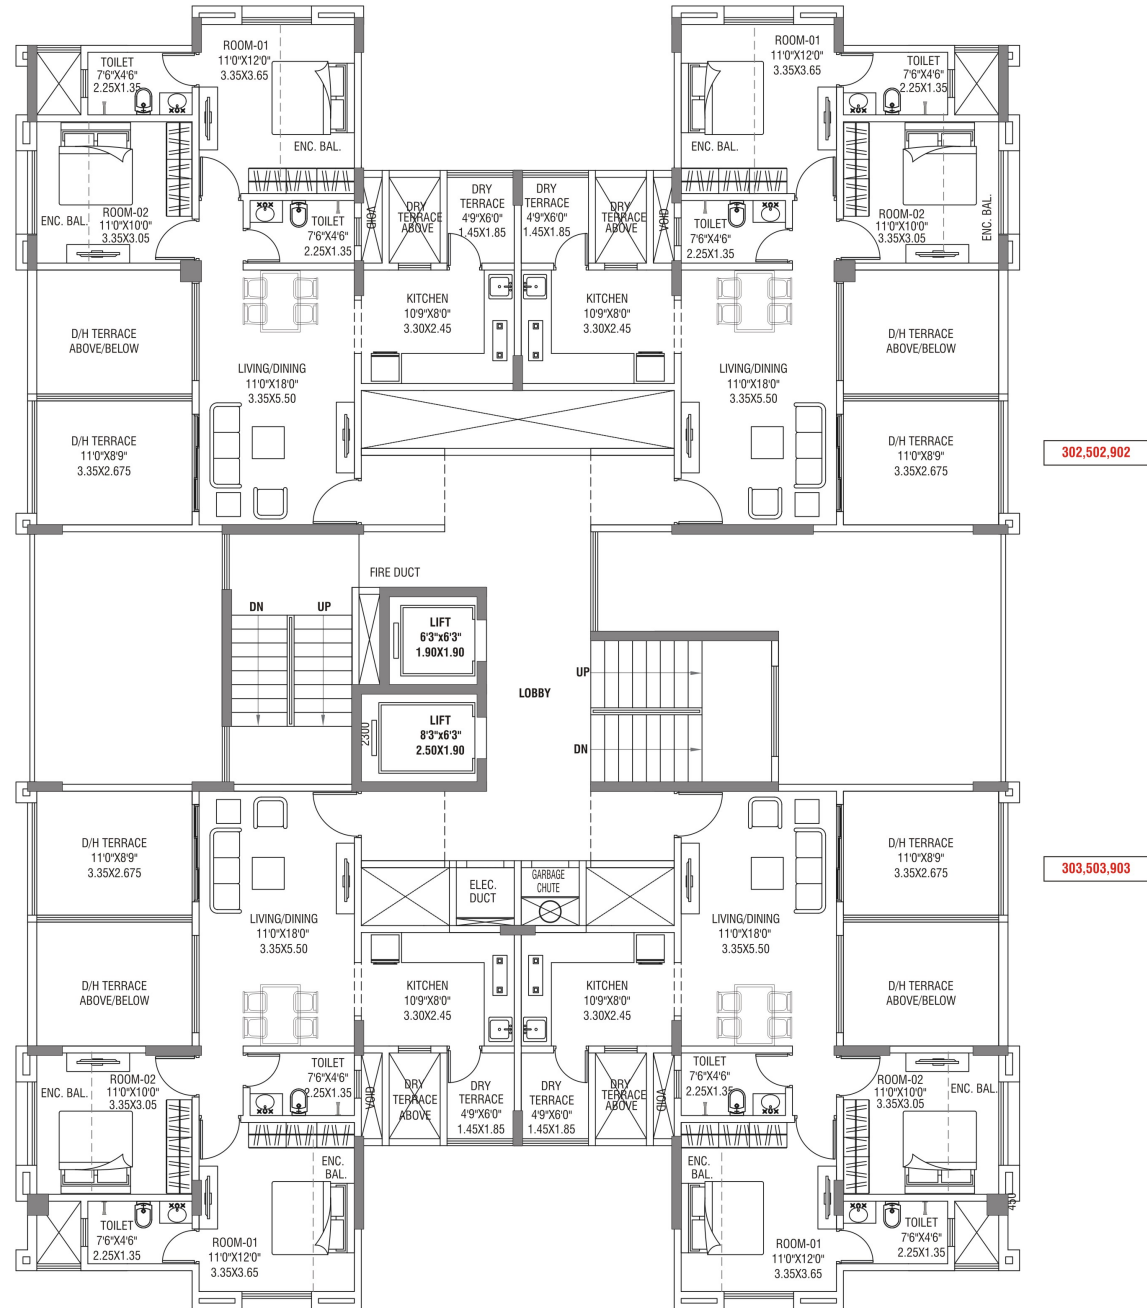 ROOM-01
11'0"X12'0"
3.35X3.65
ENC. BAL.
TOILET
7'6"X4'6"
2.25X1.35
ENC. BAL.
ROOM-02
11'0"X10'0"
3.35X3.05
TOILET
7'6"X4'6"
2.25X1.35
VOID
DRY
TERRACE
ABOVE
DRY
TERRACE
4'9"X6'0"
1.45X1.85
DRY
TERRACE
4'9"X6'0"
1.45X1.85
DRY
TERRACE
ABOVE
VOID
ROOM-01
11'0"X12'0"
3.35X3.65
ENC. BAL.
TOILET
7'6"X4'6"
2.25X1.35
TOILET
7'6"X4'6"
2.25X1.35
ROOM-02
11'0"X10'0"
3.35X3.05
ENC. BAL.
D/H TERRACE
ABOVE/BELOW
LIVING/DINING
11'0"X18'0"
3.35X5.50
KITCHEN
10'9"X8'0"
3.30X2.45
KITCHEN
10'9"X8'0"
3.30X2.45
LIVING/DINING
11'0"X18'0"
3.35X5.50
D/H TERRACE
ABOVE/BELOW
D/H TERRACE
11'0"X8'9"
3.35X2.675
D/H TERRACE
11'0"X8'9"
3.35X2.675
302,502,902
FIRE DUCT
DN
UP
LIFT
6'3"x6'3"
1.90X1.90
LOBBY
UP
DN
2300
LIFT
8'3"x6'3"
2.50X1.90
D/H TERRACE
11'0"X8'9"
3.35X2.675
ELEC.
DUCT
GARBAGE
CHUTE
D/H TERRACE
11'0"X8'9"
3.35X2.675
303,503,903
LIVING/DINING
11'0"X18'0"
3.35X5.50
LIVING/DINING
11'0"X18'0"
3.35X5.50
D/H TERRACE
ABOVE/BELOW
KITCHEN
10'9"X8'0"
3.30X2.45
KITCHEN
10'9"X8'0"
3.30X2.45
D/H TERRACE
ABOVE/BELOW
ENC. BAL.
ROOM-02
11'0"X10'0"
3.35X3.05
TOILET
7'6"X4'6"
2.25X1.35
VOID
DRY
TERRACE
ABOVE
DRY
TERRACE
4'9"X6'0"
1.45X1.85
DRY
TERRACE
4'9"X6'0"
1.45X1.85
DRY
TERRACE
ABOVE
VOID
TOILET
7'6"X4'6"
2.25X1.35
ROOM-02
11'0"X10'0"
3.35X3.05
ENC. BAL.
ENC.
BAL.
ENC.
BAL.
TOILET
7'6"X4'6"
2.25X1.35
ROOM-01
11'0"X12'0"
3.35X3.65
ROOM-01
11'0"X12'0"
3.35X3.65
TOILET
7'6"X4'6"
2.25X1.35
450